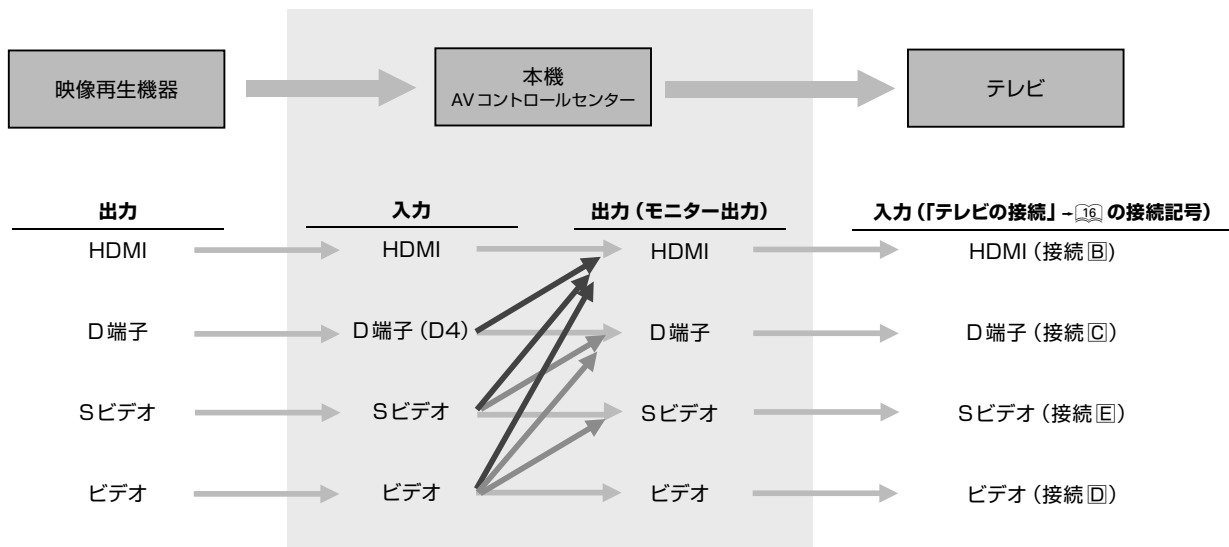 映像再生機器
本機
AVコントロールセンター
テレビ
出力
入力
出力（モニター出力）
入力（「テレビの接続」→16 の接続記号）
HDMI
HDMI
HDMI
HDMI（接続B）
D端子
D端子（D4）
D端子
D端子（接続C）
Sビデオ
Sビデオ
Sビデオ
Sビデオ（接続E）
ビデオ
ビデオ
ビデオ
ビデオ（接続D）